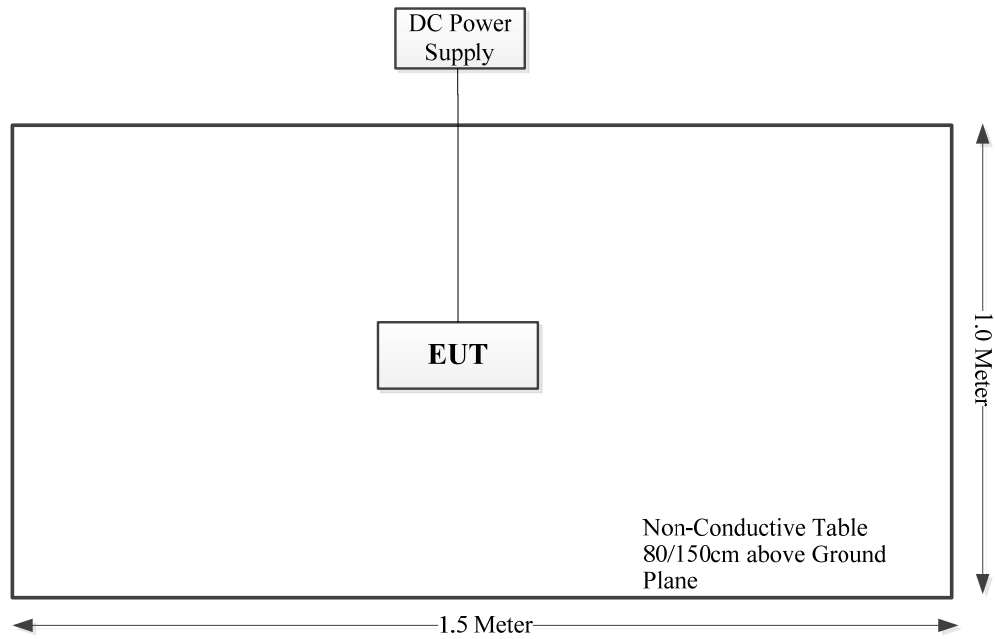 DC Power
Supply
EUT
1.0 Meter
Non-Conductive Table
80/150cm above Ground
Plane
1.5 Meter